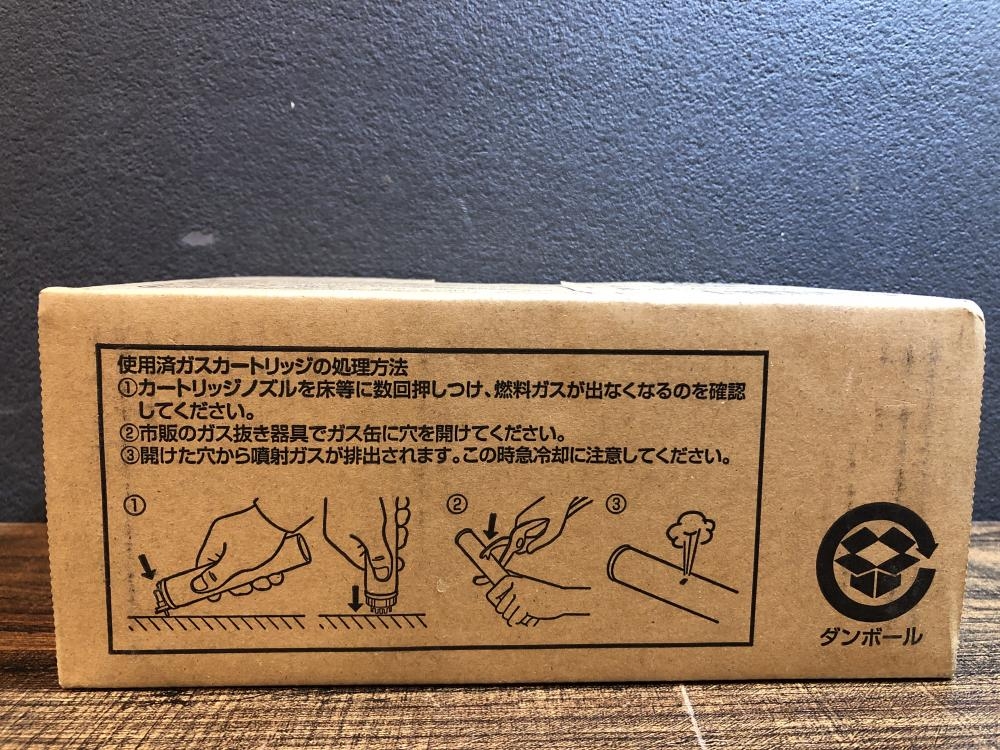 使用済ガスカートリッジの処理方法
①カートリッジノズルを床等に数回押しつけ、燃料ガスが出なくなるのを確認
してください。
②市販のガス抜き器具でガス缶に穴を開けてください。
③開けた穴から噴射ガスが排出されます。この時急冷却に注意してください。
① ② ③
ダンボール